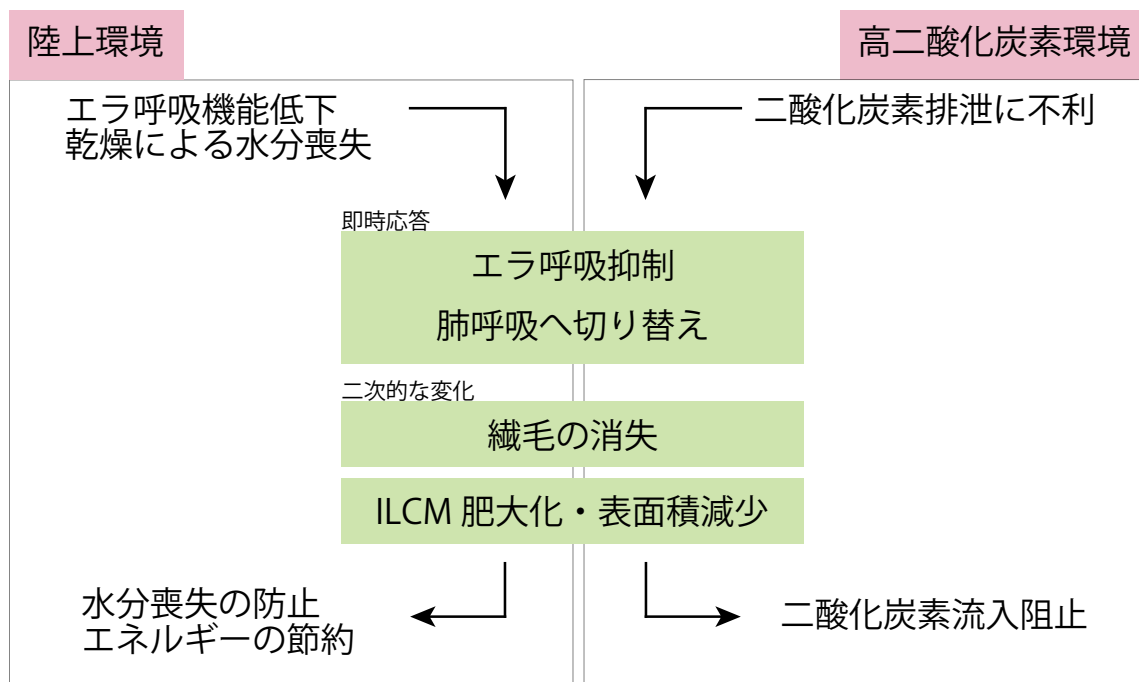 陸上環境
高二酸化炭素環境
エラ呼吸機能低下
乾燥による水分喪失
二酸化炭素排泄に不利
即時応答
エラ呼吸抑制
肺呼吸へ切り替え
二次的な変化
繊毛の消失
ILCM 肥大化・表面積減少
水分喪失の防止
エネルギーの節約
二酸化炭素流入阻止